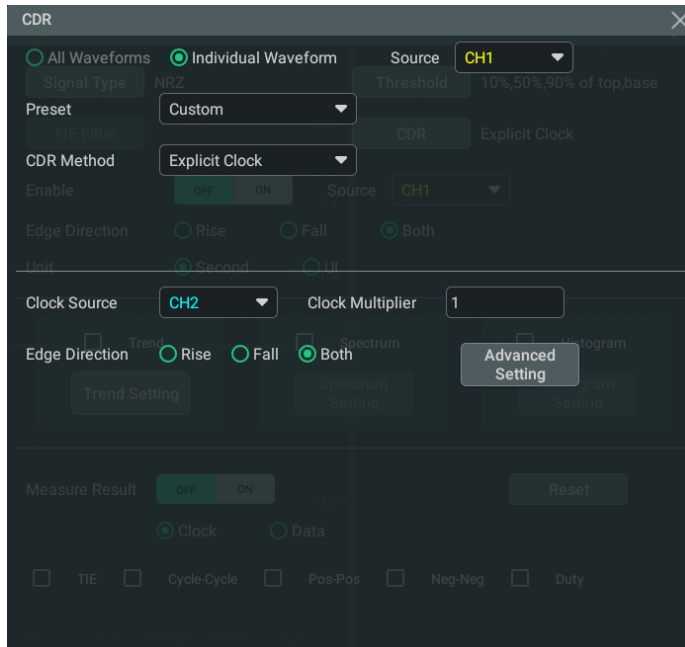 CDR
All Waveforms Individual Waveform Source CH1
Signal Type NRZ Threshold 10%,50%,90% of top,base
Preset Custom
TIE Filter CDR Explicit Clock
CDR Method Explicit Clock
Enable OFF ON Source CH1
Edge Direction Rise Fall Both
Unit Second UI
Clock Source CH2 Clock Multiplier 1
Trend Spectrum Histogram
Edge Direction Rise Fall Both Advanced Setting
Trend Setting Spectrum Setting
Measure Result OFF ON Reset
Clock Data
TIE Cycle-Cycle Pos-Pos Neg-Neg Duty